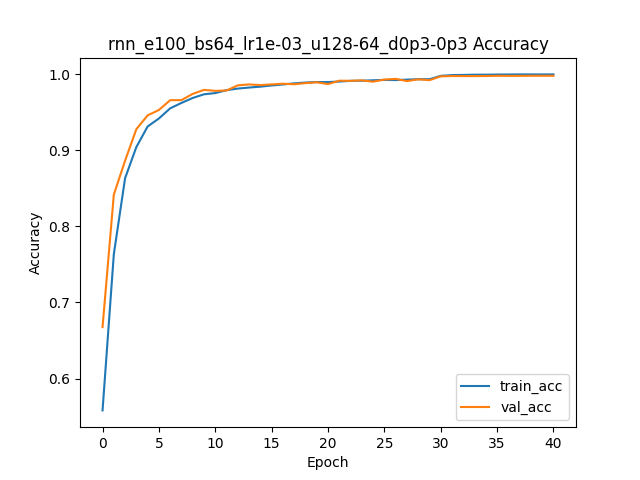 rnn_e100_bs64_lr1e-03_u128-64_d0p3-0p3 Accuracy
1.0
0.9
0.8
0.7
0.6
Accuracy
train_acc
val_acc
0 5 10 15 20 25 30 35 40
Epoch